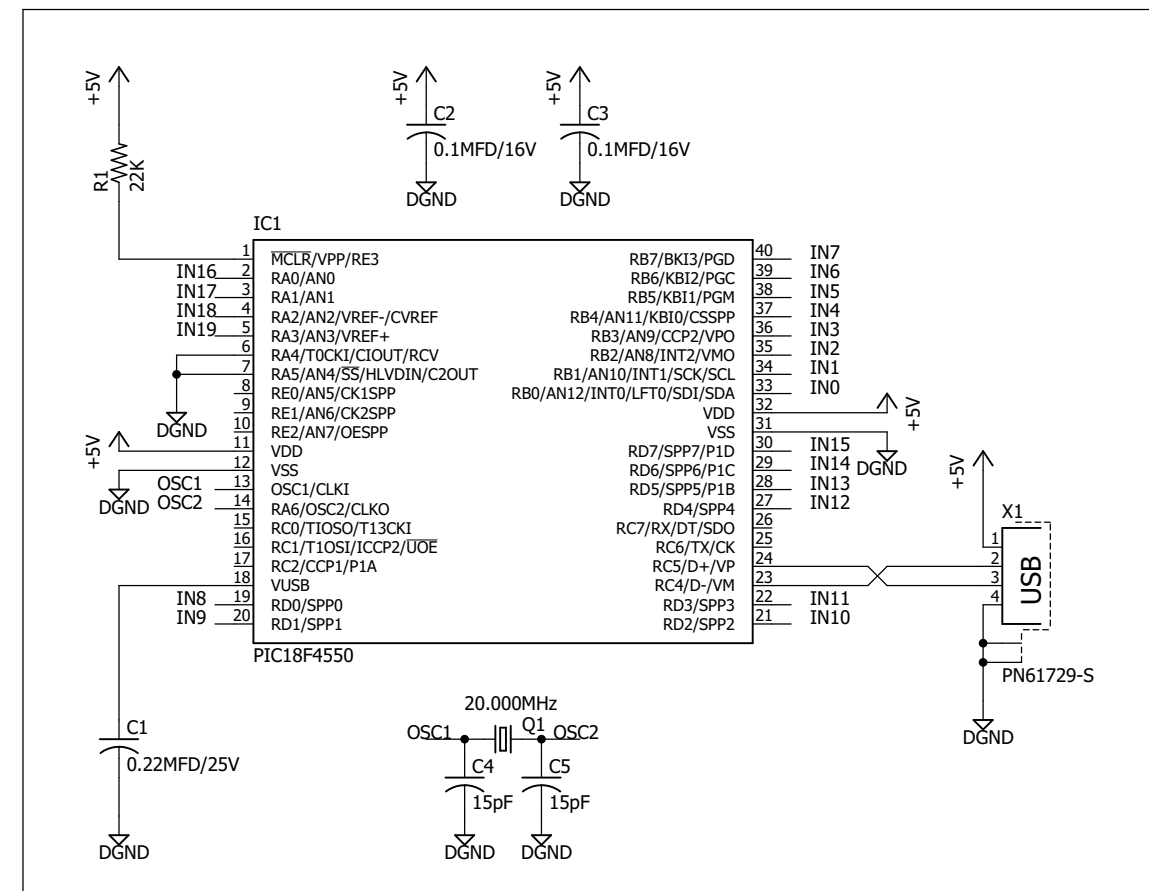 +5V
R1
22K
+5V
C2
0.1MFD/16V
DGND
+5V
C3
0.1MFD/16V
DGND
IC1
1 MCLR/VPP/RE3
IN16 2 RA0/AN0
IN17 3 RA1/AN1
IN18 4 RA2/AN2/VREF-/CVREF
IN19 5 RA3/AN3/VREF+
6 RA4/T0CKI/CIOUT/RCV
7 RA5/AN4/SS/HLVDIN/C2OUT
8 RE0/AN5/CK1SPP
9 RE1/AN6/CK2SPP
DGND
10 RE2/AN7/OESPP
+5V
11 VDD
12 VSS
DGND
OSC1 13 OSC1/CLKI
OSC2 14 RA6/OSC2/CLKO
15 RC0/TIOSO/T13CKI
16 RC1/T1OSI/ICCP2/UOE
17 RC2/CCP1/P1A
18 VUSB
IN8 19 RD0/SPP0
IN9 20 RD1/SPP1
RB7/BKI3/PGD 40 IN7
RB6/KBI2/PGC 39 IN6
RB5/KBI1/PGM 38 IN5
RB4/AN11/KBI0/CSSPP 37 IN4
RB3/AN9/CCP2/VPO 36 IN3
RB2/AN8/INT2/VMO 35 IN2
RB1/AN10/INT1/SCK/SCL 34 IN1
RB0/AN12/INT0/LFT0/SDI/SDA 33 IN0
VDD 32
+5V
VSS 31
DGND
RD7/SPP7/P1D 30 IN15
RD6/SPP6/P1C 29 IN14
RD5/SPP5/P1B 28 IN13
RD4/SPP4 27 IN12
RC7/RX/DT/SDO 26
RC6/TX/CK 25
RC5/D+/VP 24
RC4/D-/VM 23
RD3/SPP3 22 IN11
RD2/SPP2 21 IN10
PIC18F4550
+5V
X1
1
2
3
4
USB
PN61729-S
DGND
C1
0.22MFD/25V
DGND
20.000MHz
OSC1 Q1 OSC2
C4
15pF
C5
15pF
DGND
DGND